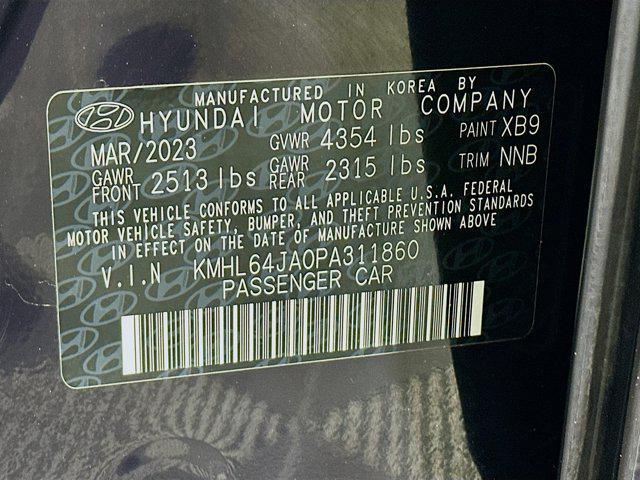 MANUFACTURED IN KOREA BY
HYUNDAI MOTOR COMPANY
MAR/2023 GVWR 4354 lbs PAINT XB9
GAWR FRONT 2513 lbs GAWR REAR 2315 lbs TRIM NNB
THIS VEHICLE CONFORMS TO ALL APPLICABLE U.S.A. FEDERAL
MOTOR VEHICLE SAFETY, BUMPER, AND THEFT PREVENTION STANDARDS
IN EFFECT ON THE DATE OF MANUFACTURE SHOWN ABOVE
V.I.N KMHL64JA0PA311860
PASSENGER CAR